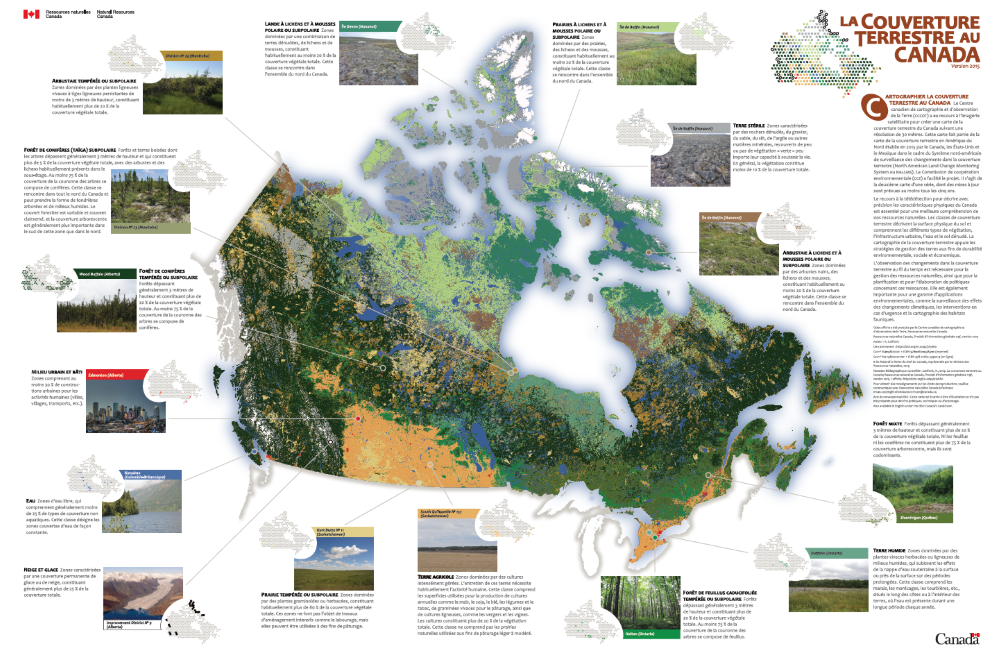 Ressources naturelles Natural Resources
Canada Canada
LA COUVERTURE
TERRESTRE AU
CANADA
Version 2015
CARTOGRAPHIER LA COUVERTURE
TERRESTRE AU CANADA Le Centre
canadien de cartographie et d'observation
de la Terre (CCCOT) a eu recours à l'imagerie
satellitaire pour créer une carte de la
couverture terrestre du Canada suivant une
résolution de 30 mètres. Cette carte fait partie de la
carte de la couverture terrestre en Amérique du
Nord établie en 2015 par le Canada, les États-Unis et
le Mexique dans le cadre du Système nord-américain
de surveillance des changements dans la couverture
terrestre (North American Land Change Monitoring
System ou NALCMS). La Commission de coopération
environnementale (CCE) a facilité le projet. Il s'agit de
la deuxième carte d'une série, dont des mises à jour
sont prévues au moins tous les cinq ans.
Le recours à la télédétection pour décrire avec
précision les caractéristiques physiques du Canada
est essentiel pour une meilleure compréhension de
nos ressources naturelles. Les classes de couverture
terrestre décrivent la surface physique du sol et
comprennent les différents types de végétation,
l'infrastructure urbaine, l'eau et le sol dénudé. La
cartographie de la couverture terrestre appuie les
stratégies de gestion des terres aux fins de durabilité
environnementale, sociale et économique.
L'observation des changements dans la couverture
terrestre au fil du temps est nécessaire pour la
gestion des ressources naturelles, ainsi que pour la
planification et pour l'élaboration de politiques
concernant ces ressources. Elle est également
importante pour une gamme d'applications
environnementales, comme la surveillance des effets
des changements climatiques, les interventions en
cas d'urgence et la cartographie des habitats
fauniques.
LANDE À LICHENS ET À MOUSSES
POLAIRE OU SUBPOLAIRE Zones
dominées par une combinaison de
terres dénudées, de lichens et de
mousses, constituant
habituellement au moins 20 % de la
couverture végétale totale. Cette
classe se rencontre dans
l'ensemble du nord du Canada.
Île Devon (Nunavut)
PRAIRIES À LICHENS ET À
MOUSSES POLAIRE OU
SUBPOLAIRE Zones
dominées par des prairies,
des lichens et des mousses,
constituant habituellement au
moins 20 % de la couverture
végétale totale. Cette classe
se rencontre dans l'ensemble
du nord du Canada.
Île de Baffin (Nunavut)
ARBUSTAIE TEMPÉRÉE OU SUBPOLAIRE
Zones dominées par des plantes ligneuses
vivaces à tiges ligneuses persistantes de
moins de 3 mètres de hauteur, constituant
habituellement plus de 20 % de la
couverture végétale totale.
Division Nº 22 (Manitoba)
TERRE STÉRILE Zones caractérisées
par des rochers dénudés, du gravier,
du sable, du silt, de l'argile ou autres
matières minérales, recouverts de peu
ou pas de végétation « verte » peu
importe leur capacité à soutenir la vie.
En général, la végétation constitue
moins de 10 % de la couverture totale.
Île de Baffin (Nunavut)
FORÊT DE CONIFÈRES (TAÏGA) SUBPOLAIRE Forêts et terres boisées dont
les arbres dépassent généralement 3 mètres de hauteur et qui constituent
plus de 5 % de la couverture végétale totale, avec des arbustes et des
lichens habituellement présents dans le
sous-étage. Au moins 75 % de la
couverture de la couronne des arbres se
compose de conifères. Cette classe se
rencontre dans tout le nord du Canada et
peut prendre la forme de fondrières
arborées et de milieux humides. Le
couvert forestier est variable et souvent
clairsemé, et la couverture arborescente
est généralement plus importante dans
le sud de cette zone que dans le nord.
Division Nº 23 (Manitoba)
Île de Baffin (Nunavut)
ARBUSTAIE À LICHENS ET À
MOUSSES POLAIRE OU
SUBPOLAIRE Zones dominées
par des arbustes nains, des
lichens et des mousses,
constituant habituellement au
moins 20 % de la couverture
végétale totale. Cette classe se
rencontre dans l'ensemble du
nord du Canada.
Wood Buffalo (Alberta)
FORÊT DE CONIFÈRES
TEMPÉRÉE OU SUBPOLAIRE
Forêts dépassant
généralement 3 mètres de
hauteur et constituant plus de
20 % de la couverture végétale
totale. Au moins 75 % de la
couverture de la couronne des
arbres se compose de
conifères.
MILIEU URBAIN ET BÂTI
Zones comprenant au
moins 20 % de construc-
tions urbaines pour les
activités humaines (villes,
villages, transports, etc.).
Edmonton (Alberta)
FORÊT MIXTE Forêts dépassant généralement
3 mètres de hauteur et constituant plus de 20 %
de la couverture végétale totale. Ni les feuillus
ni les conifères ne constituent plus de 75 % de la
couverture arborescente, mais ils sont
codominants.
Shawinigan (Québec)
EAU Zones d'eau libre, qui
comprennent généralement moins
de 25 % de types de couverture non
aquatiques. Cette classe désigne les
zones couvertes d'eau de façon
constante.
Kootenay
(Colombie-Britannique)
NEIGE ET GLACE Zones caractérisées
par une couverture permanente de
glace ou de neige, constituant
généralement plus de 25 % de la
couverture totale.
Improvement District Nº 9
(Alberta)
Gull Butte Nº 11
(Saskatchewan)
PRAIRIE TEMPÉRÉE OU SUBPOLAIRE Zones dominées
par des plantes graminoïdes ou herbacées, constituant
habituellement plus de 80 % de la couverture végétale
totale. Ces zones ne font pas l'objet de travaux
d'aménagement intensifs comme le labourage, mais
elles peuvent être utilisées à des fins de pâturage.
South Qu'Appelle Nº 157
(Saskatchewan)
TERRE AGRICOLE Zones dominées par des cultures
intensément gérées. L'entretien de ces terres nécessite
habituellement l'activité humaine. Cette classe comprend
les superficies utilisées pour la production de cultures
annuelles comme le maïs, le soja, le blé, les légumes et le
tabac, de graminées vivaces pour le pâturage, ainsi que
de cultures ligneuses, comme les vergers et les vignes.
Les cultures constituent plus de 20 % de la végétation
totale. Cette classe ne comprend pas les prairies
naturelles utilisées aux fins de pâturage léger à modéré.
Halton (Ontario)
FORÊT DE FEUILLUS CADUCIFOLIÉE
TEMPÉRÉE OU SUBPOLAIRE Forêts
dépassant généralement 3 mètres
de hauteur et constituant plus de
20 % de la couverture végétale
totale. Au moins 75 % de la
couverture de la couronne des
arbres se compose de feuillus.
TERRE HUMIDE Zones dominées par des
plantes vivaces herbacées ou ligneuses de
milieux humides, qui subissent les effets
de la nappe d'eau souterraine à la surface
ou près de la surface sur des périodes
prolongées. Cette classe comprend les
marais, les marécages, les tourbières, etc.,
situés le long des côtes ou à l'intérieur des
terres, où l'eau est présente durant une
longue période chaque année.
Canada